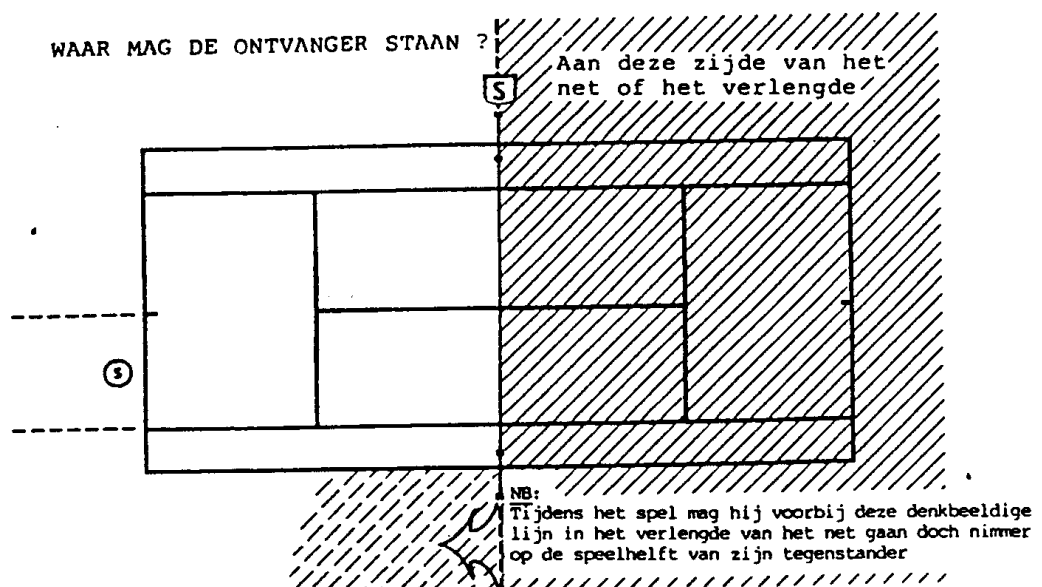 WAAR MAG DE ONTVANGER STAAN ?
Aan deze zijde van het
net of het verlengde
S
S
NB:
Tijdens het spel mag hij voorbij deze denkbeeldige
lijn in het verlengde van het net gaan doch nimmer
op de speelhelft van zijn tegenstander